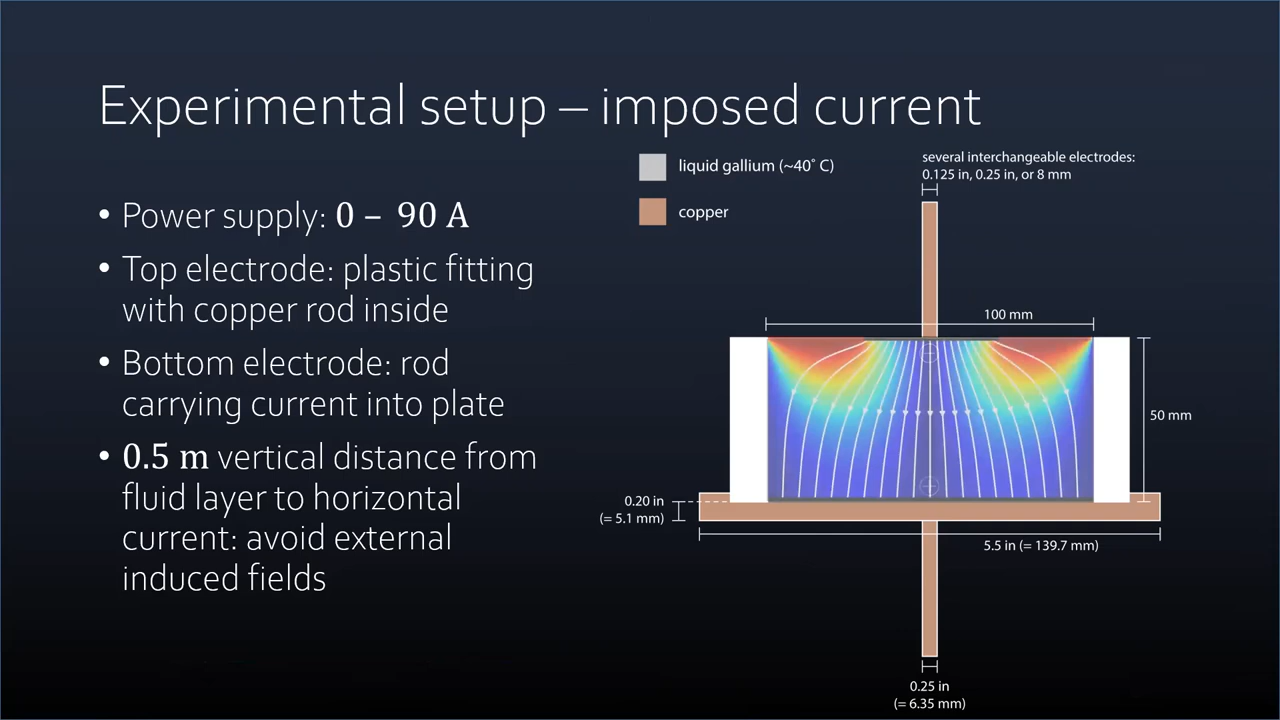 Experimental setup – imposed current
• Power supply: 0 – 90 A
• Top electrode: plastic fitting
with copper rod inside
• Bottom electrode: rod
carrying current into plate
• 0.5 m vertical distance from
fluid layer to horizontal
current: avoid external
induced fields
liquid gallium (~40˚ C)
copper
several interchangeable electrodes:
0.125 in, 0.25 in, or 8 mm
100 mm
50 mm
0.20 in
(= 5.1 mm)
5.5 in (= 139.7 mm)
0.25 in
(= 6.35 mm)